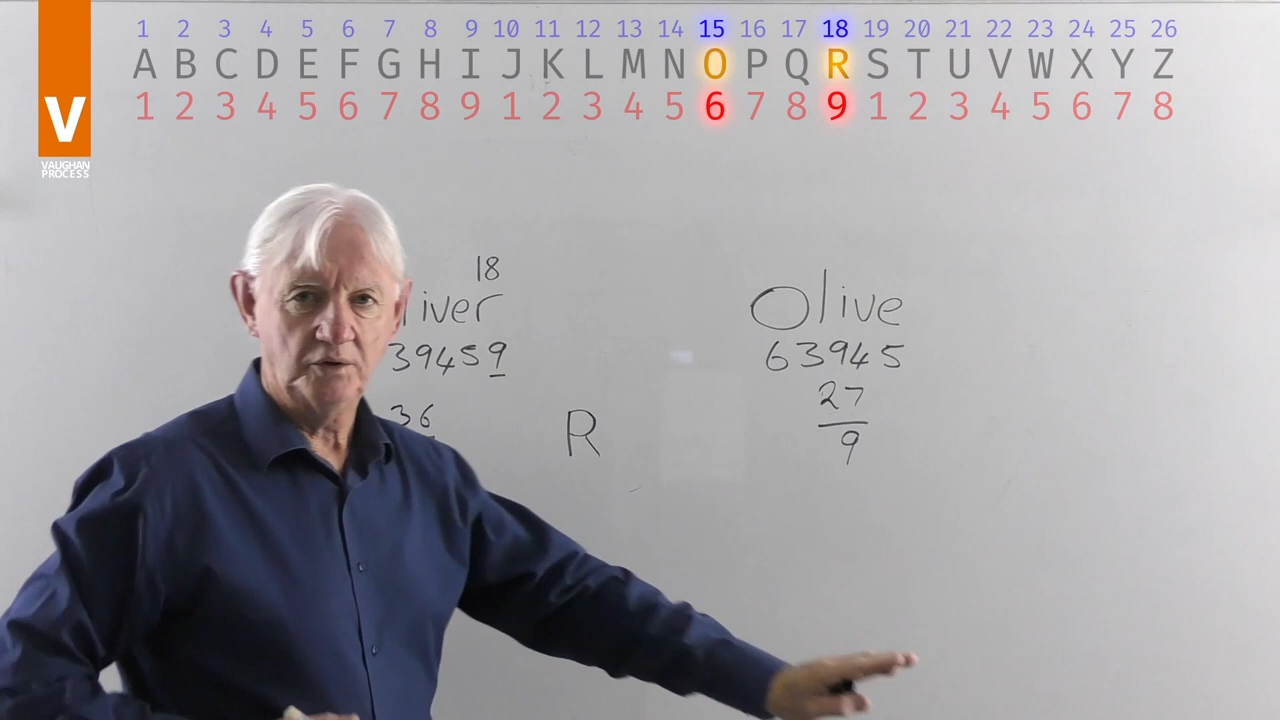 1 2 3 4 5 6 7 8 9 10 11 12 13 14 15 16 17 18 19 20 21 22 23 24 25 26
A B C D E F G H I J K L M N O P Q R S T U V W X Y Z
1 2 3 4 5 6 7 8 9 1 2 3 4 5 6 7 8 9 1 2 3 4 5 6 7 8
V
VAUGHAN
PROCESS
18
liver
39459
36
R
Olive
63945
27
9